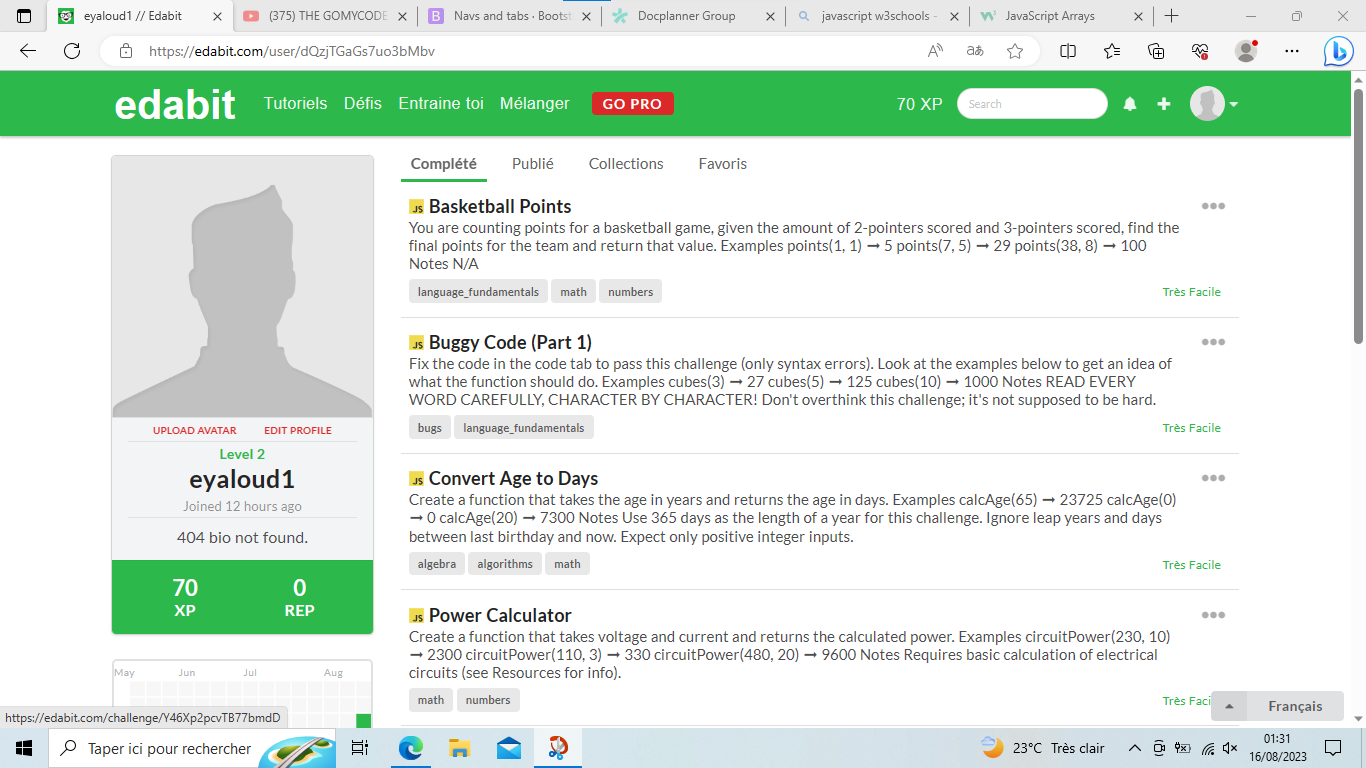 eyaloud1 // Edabit
(375) THE GOMYCODE
Navs and tabs · Boots
Docplanner Group
javascript w3schools -
JavaScript Arrays
https://edabit.com/user/dQzjTGaGs7uo3bMbv
edabit
Tutoriels Défis Entraine toi Mélanger GO PRO
70 XP Search
Complété Publié Collections Favoris
JS Basketball Points
You are counting points for a basketball game, given the amount of 2-pointers scored and 3-pointers scored, find the
final points for the team and return that value. Examples points(1, 1) ➞ 5 points(7, 5) ➞ 29 points(38, 8) ➞ 100
Notes N/A
language_fundamentals math numbers
Très Facile
JS Buggy Code (Part 1)
Fix the code in the code tab to pass this challenge (only syntax errors). Look at the examples below to get an idea of
what the function should do. Examples cubes(3) ➞ 27 cubes(5) ➞ 125 cubes(10) ➞ 1000 Notes READ EVERY
WORD CAREFULLY, CHARACTER BY CHARACTER! Don't overthink this challenge; it's not supposed to be hard.
bugs language_fundamentals
Très Facile
JS Convert Age to Days
Create a function that takes the age in years and returns the age in days. Examples calcAge(65) ➞ 23725 calcAge(0)
➞ 0 calcAge(20) ➞ 7300 Notes Use 365 days as the length of a year for this challenge. Ignore leap years and days
between last birthday and now. Expect only positive integer inputs.
algebra algorithms math
Très Facile
JS Power Calculator
Create a function that takes voltage and current and returns the calculated power. Examples circuitPower(230, 10)
➞ 2300 circuitPower(110, 3) ➞ 330 circuitPower(480, 20) ➞ 9600 Notes Requires basic calculation of electrical
circuits (see Resources for info).
math numbers
Très Faci
UPLOAD AVATAR EDIT PROFILE
Level 2
eyaloud1
Joined 12 hours ago
404 bio not found.
70 0
XP REP
May Jun Jul Aug
https://edabit.com/challenge/Y46Xp2pcvTB77bmdD
Français
Taper ici pour rechercher
23°C Très clair
01:31
16/08/2023